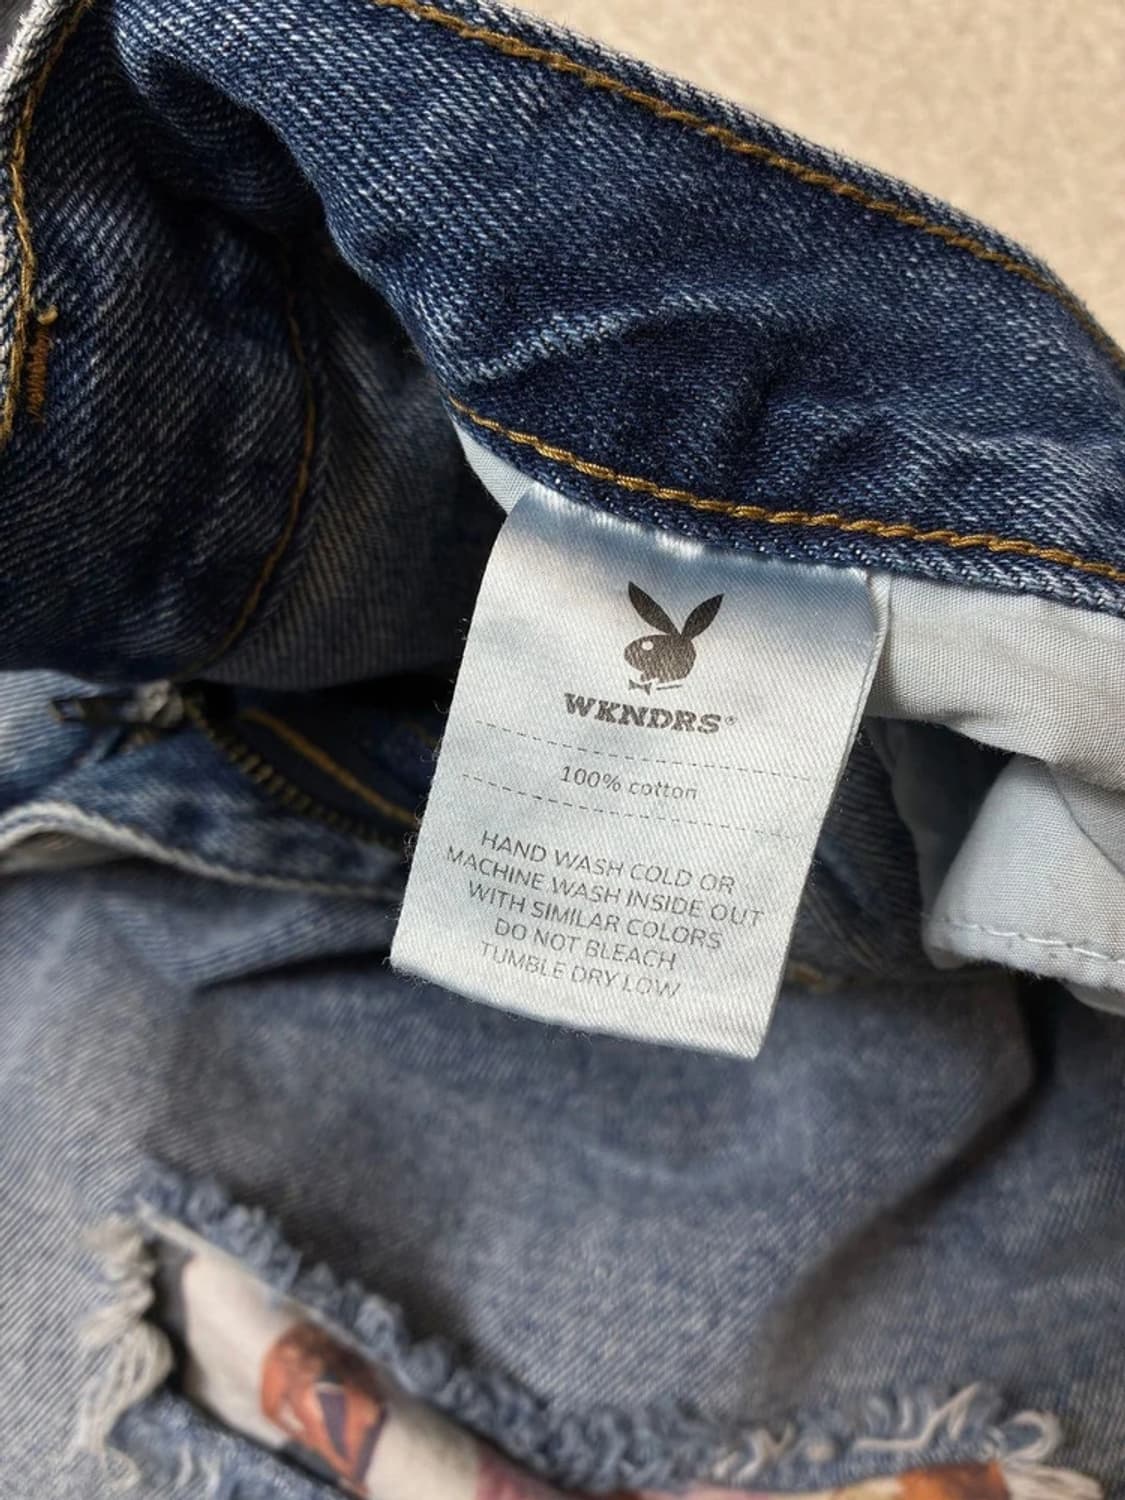 WKNDRS®
100% cotton
HAND WASH COLD OR
MACHINE WASH INSIDE OUT
WITH SIMILAR COLORS
DO NOT BLEACH
TUMBLE DRY LOW